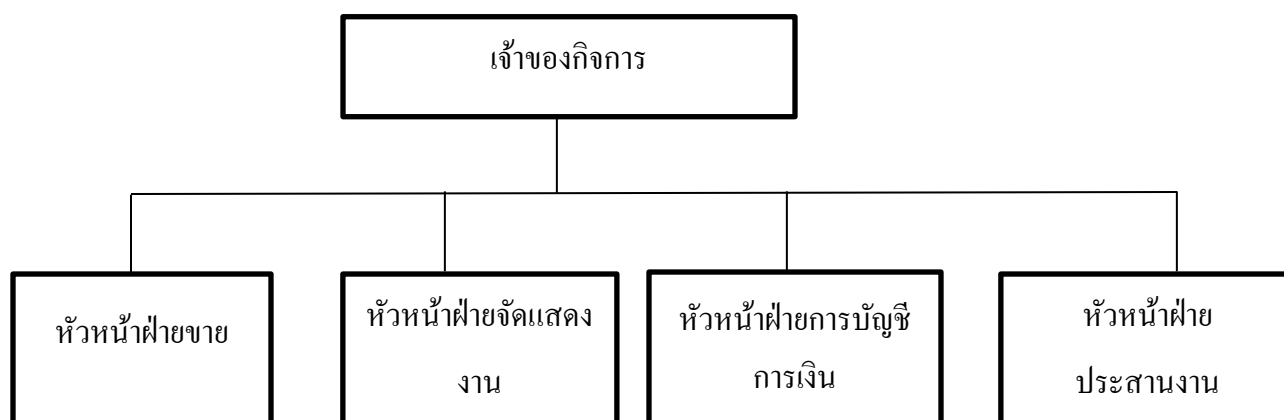 เจ้าของกิจการ
หัวหน้าฝ่ายขาย
หัวหน้าฝ่ายจัดแสดง
งาน
หัวหน้าฝ่ายการบัญชี
การเงิน
หัวหน้าฝ่าย
ประสานงาน